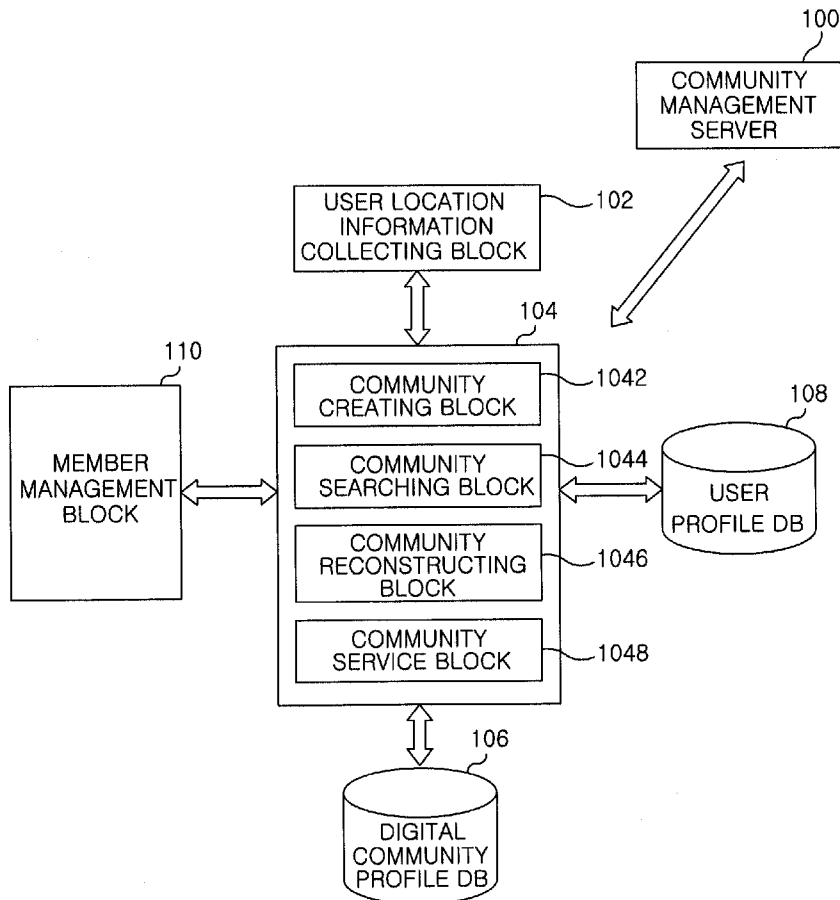 100
COMMUNITY
MANAGEMENT
SERVER
USER LOCATION
INFORMATION
COLLECTING BLOCK
102
104
110
COMMUNITY
CREATING BLOCK
1042
108
MEMBER
MANAGEMENT
BLOCK
COMMUNITY
SEARCHING BLOCK
1044
USER
PROFILE DB
COMMUNITY
RECONSTRUCTING
BLOCK
1046
COMMUNITY
SERVICE BLOCK
1048
106
DIGITAL
COMMUNITY
PROFILE DB